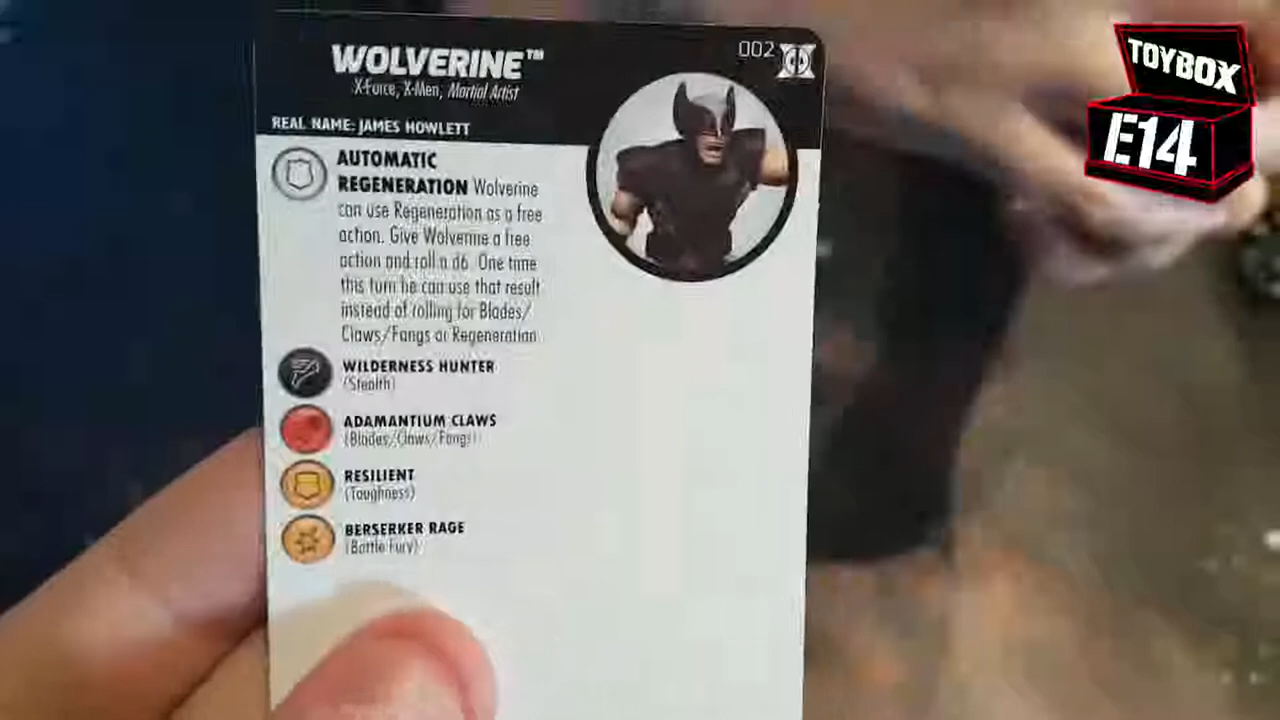 WOLVERINE™
002
X-Force, X-Men, Martial Artist
REAL NAME: JAMES HOWLETT
AUTOMATIC
REGENERATION Wolverine
can use Regeneration as a free
action. Give Wolverine a free
action and roll a d6. One time
this turn he can use that result
instead of rolling for Blades/
Claws/Fangs or Regeneration
WILDERNESS HUNTER
(Stealth)
ADAMANTIUM CLAWS
(Blades/Claws/Fangs)
RESILIENT
(Toughness)
BERSERKER RAGE
(Battle Fury)
TOYBOX
E14